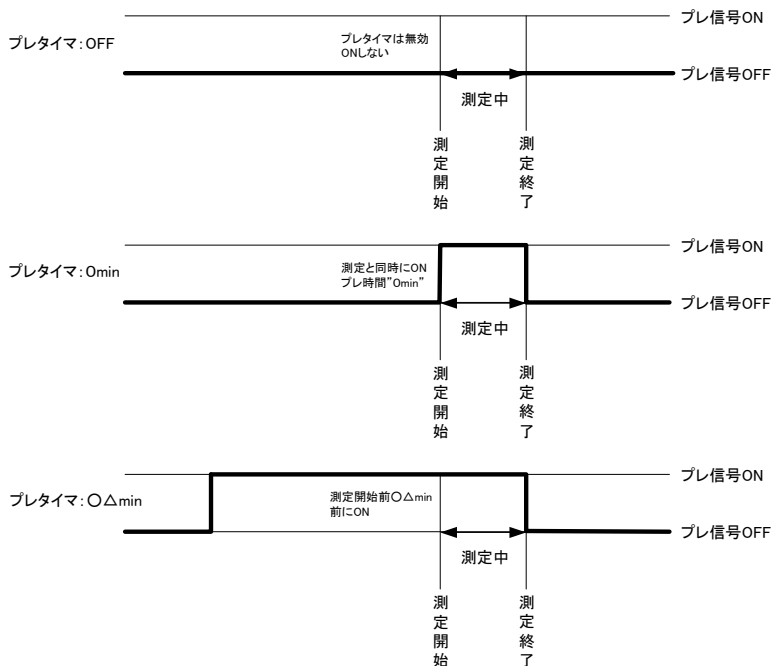 プレ信号ON
プレタイマ：OFF
プレタイマは無効
ONしない
プレ信号OFF
測定中
測定開始
測定終了
プレ信号ON
プレタイマ：0min
測定と同時にON
プレ時間"0min"
プレ信号OFF
測定中
測定開始
測定終了
プレ信号ON
プレタイマ：○△min
測定開始前○△min
前にON
プレ信号OFF
測定中
測定開始
測定終了